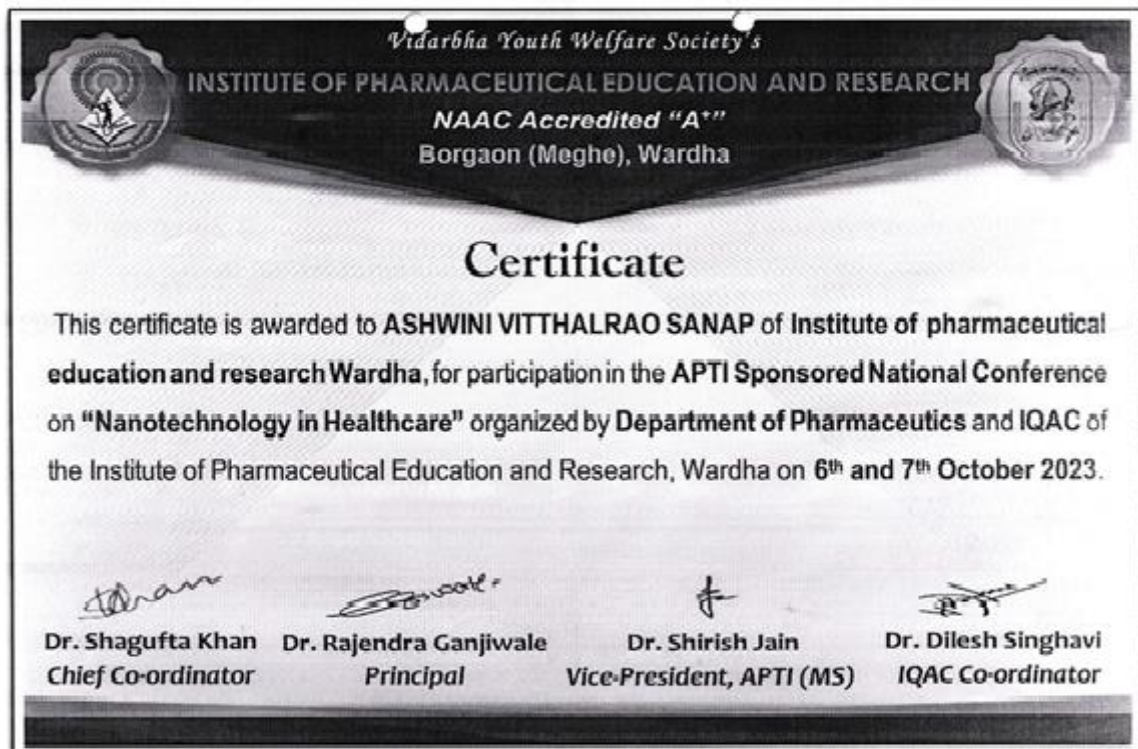 Vidarbha Youth Welfare Society's
INSTITUTE OF PHARMACEUTICAL EDUCATION AND RESEARCH
NAAC Accredited “A⁺”
Borgaon (Meghe), Wardha
Certificate
This certificate is awarded to ASHWINI VITTHALRAO SANAP of Institute of pharmaceutical
education and research Wardha, for participation in the APTI Sponsored National Conference
on “Nanotechnology in Healthcare” organized by Department of Pharmaceutics and IQAC of
the Institute of Pharmaceutical Education and Research, Wardha on 6th and 7th October 2023.
Dr. Shagufta Khan Dr. Rajendra Ganjiwale Dr. Shirish Jain Dr. Dilesh Singhavi
Chief Co-ordinator Principal Vice-President, APTI (MS) IQAC Co-ordinator